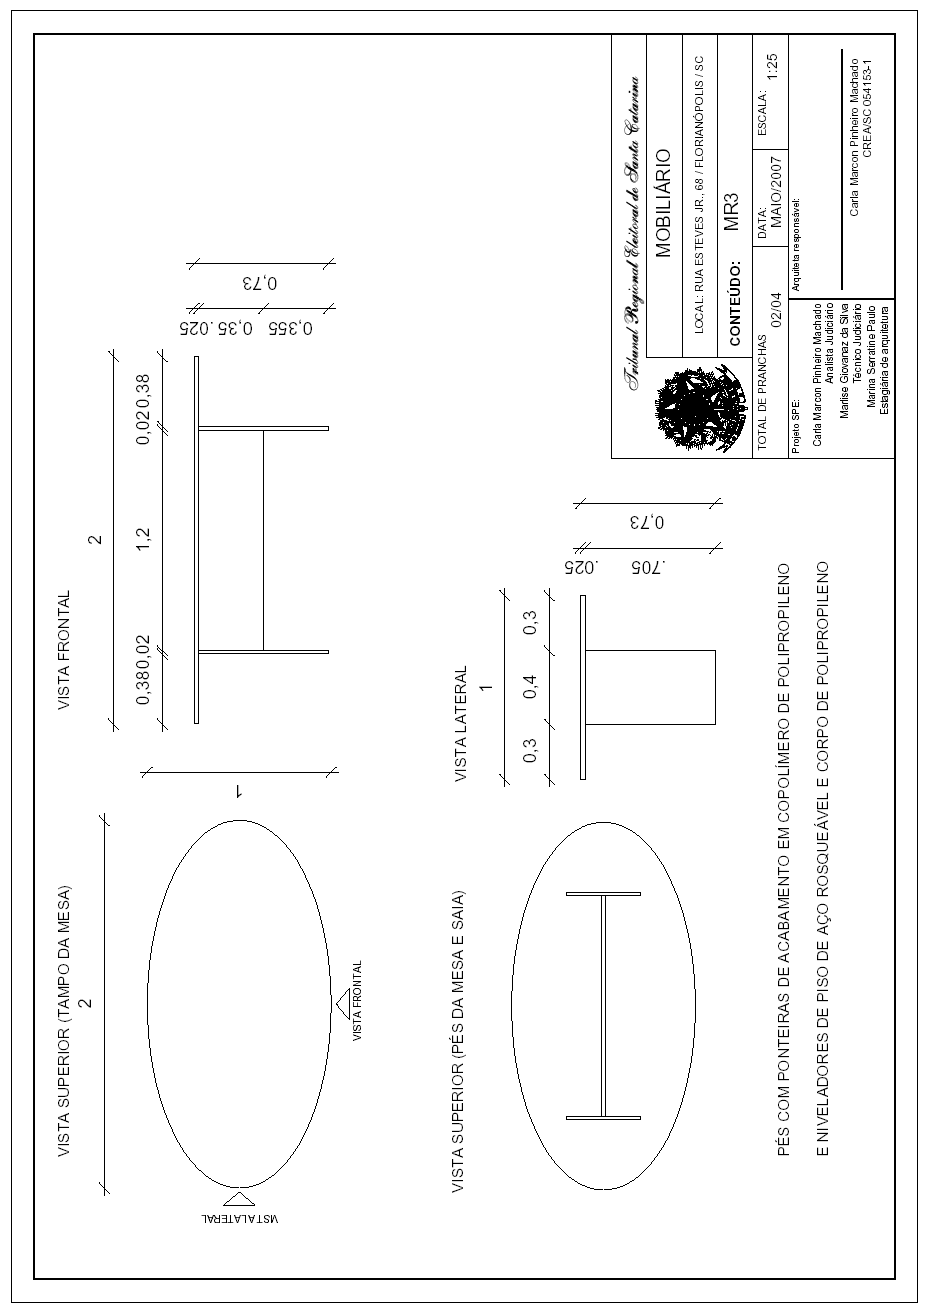 VISTA SUPERIOR (TAMPO DA MESA)
2
1
VISTA LATERAL
VISTA FRONTAL
VISTA FRONTAL
2
0,38
0,02
1,2
0,02
0,38
.025
0,35
0,355
0,73
VISTA SUPERIOR (PÉS DA MESA E SAIA)
VISTA LATERAL
1
0,3
0,4
0,3
.025
.705
0,73
PÉS COM PONTEIRAS DE ACABAMENTO EM COPOLÍMERO DE POLIPROPILENO
E NIVELADORES DE PISO DE AÇO ROSQUEÁVEL E CORPO DE POLIPROPILENO
Tribunal Regional Eleitoral de Santa Catarina
MOBILIÁRIO
LOCAL: RUA ESTEVES JR., 68 / FLORIANÓPOLIS / SC
CONTEÚDO: MR3
TOTAL DE PRANCHAS
02/04
DATA:
MAIO/2007
ESCALA:
1:25
Projeto SPE:
Carla Marcon Pinheiro Machado
Analista Judiciário
Marlise Giovanaz da Silva
Técnico Judiciário
Marina Serratine Paulo
Estagiária de arquitetura
Arquiteta responsável:
Carla Marcon Pinheiro Machado
CREA/SC 054153-1